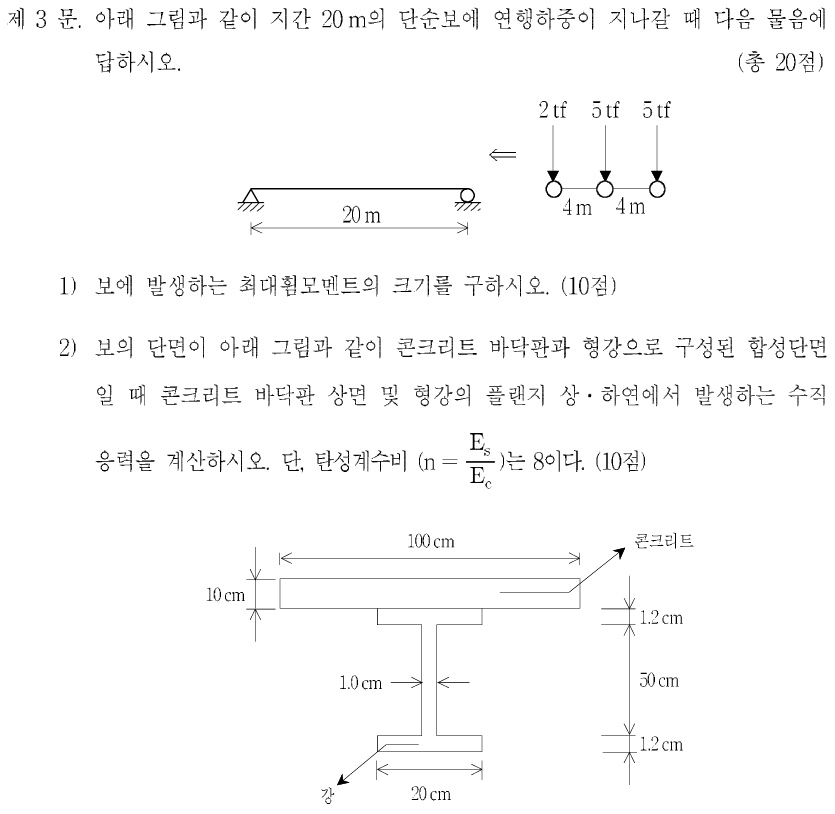 제 3 문. 아래 그림과 같이 지간 20 m의 단순보에 연행하중이 지나갈 때 다음 물음에
답하시오. (총 20점)
2 tf 5 tf 5 tf
⇐
4 m 4 m
20 m
1) 보에 발생하는 최대휨모멘트의 크기를 구하시오. (10점)
2) 보의 단면이 아래 그림과 같이 콘크리트 바닥판과 형강으로 구성된 합성단면
일 때 콘크리트 바닥판 상면 및 형강의 플랜지 상·하연에서 발생하는 수직
응력을 계산하시오. 단, 탄성계수비 (n = E_s/E_c)는 8이다. (10점)
100 cm
콘크리트
10 cm
1.2 cm
1.0 cm
50 cm
1.2 cm
강
20 cm